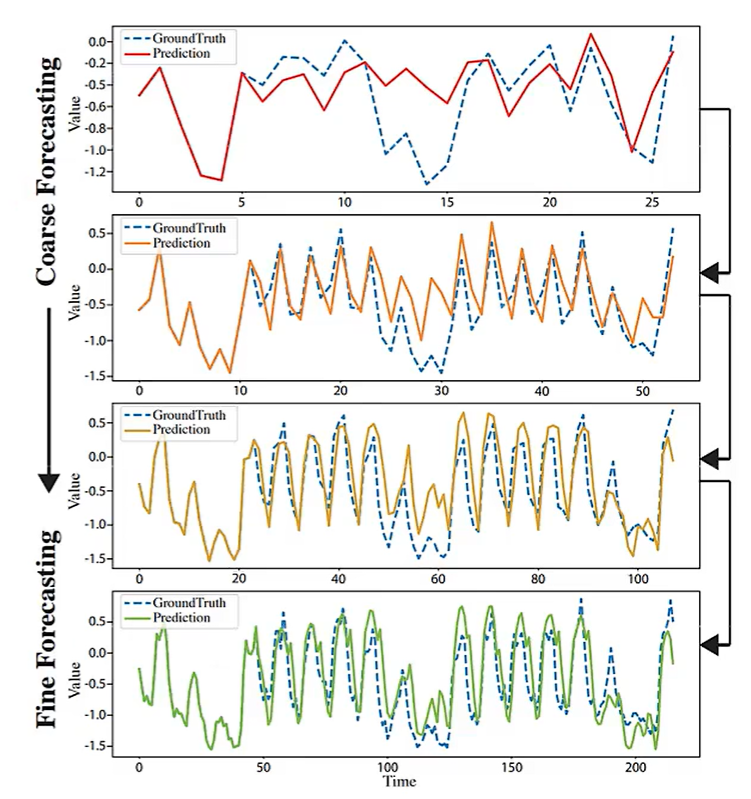 Coarse Forecasting
Fine Forecasting
GroundTruth
Prediction
Value
0.0
-0.2
-0.5
-0.6
-0.8
-1.0
-1.2
0 5 10 15 20 25
GroundTruth
Prediction
Value
0.5
0.0
-0.5
-1.0
-1.5
0 10 20 30 40 50
GroundTruth
Prediction
Value
0.5
0.0
-0.5
-1.0
-1.5
0 20 40 60 80 100
GroundTruth
Prediction
Value
0.5
0.0
-0.5
-1.0
-1.5
0 50 100 150 200
Time